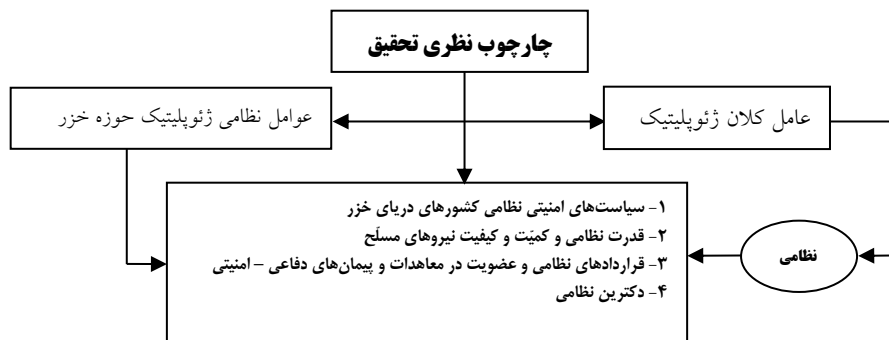 چارچوب نظری تحقیق
عامل کلان ژئوپلیتیک
عوامل نظامی ژئوپلیتیک حوزه خزر
۱- سیاست‌های امنیتی نظامی کشورهای دریای خزر
۲- قدرت نظامی و کمیّت و کیفیت نیروهای مسلّح
۳- قراردادهای نظامی و عضویت در معاهدات و پیمان‌های دفاعی – امنیتی
۴- دکترین نظامی
نظامی